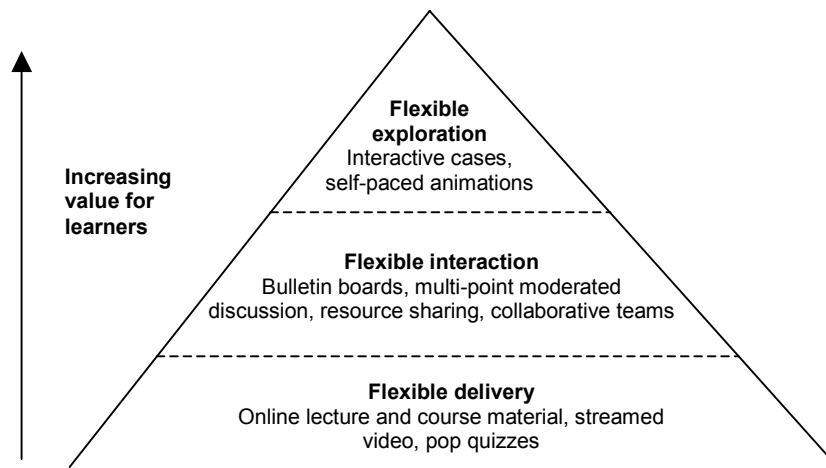 Flexible
exploration
Interactive cases,
self-paced animations
Increasing
value for
learners
Flexible interaction
Bulletin boards, multi-point moderated
discussion, resource sharing, collaborative teams
Flexible delivery
Online lecture and course material, streamed
video, pop quizzes